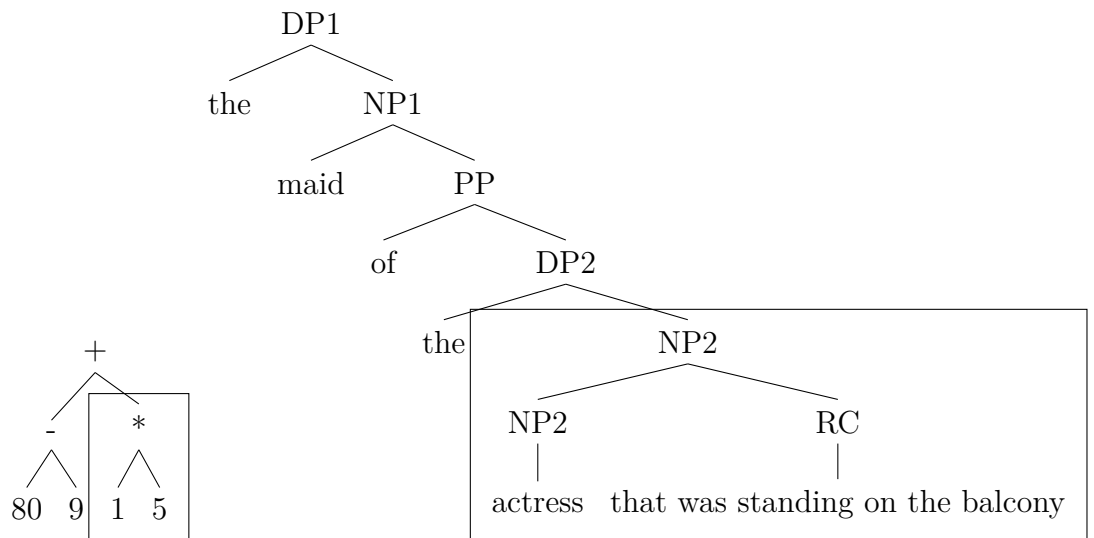 DP1
the NP1
maid PP
of DP2
the NP2
+
- *
NP2 RC
80 9 1 5
actress that was standing on the balcony